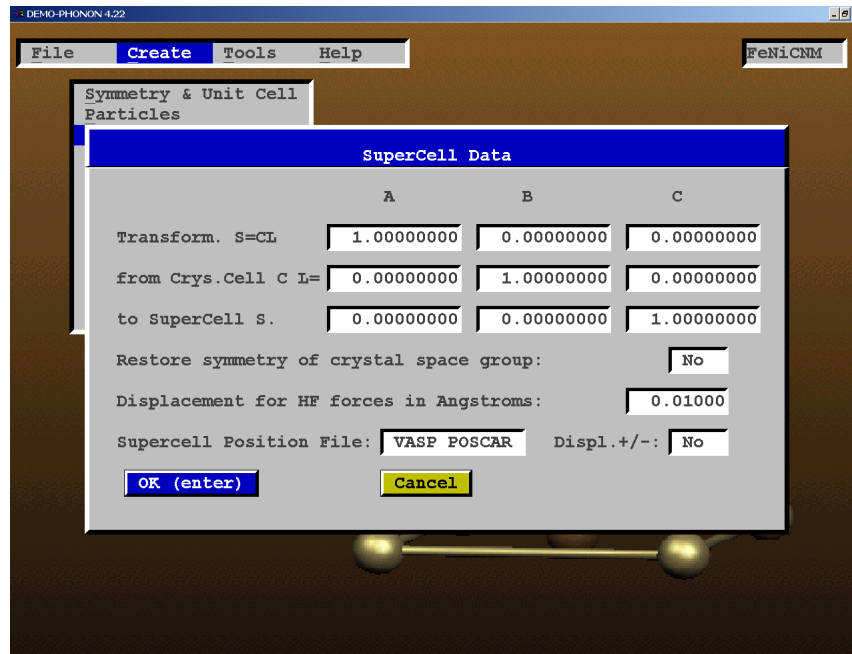 DEMO-PHONON 4.22
File Create Tools Help FeNiCNM
Symmetry & Unit Cell
Particles
SuperCell Data
A B C
Transform. S=CL 1.00000000 0.00000000 0.00000000
from Crys.Cell C L= 0.00000000 1.00000000 0.00000000
to SuperCell S. 0.00000000 0.00000000 1.00000000
Restore symmetry of crystal space group: No
Displacement for HF forces in Angstroms: 0.01000
Supercell Position File: VASP POSCAR Displ.+/-: No
OK (enter) Cancel